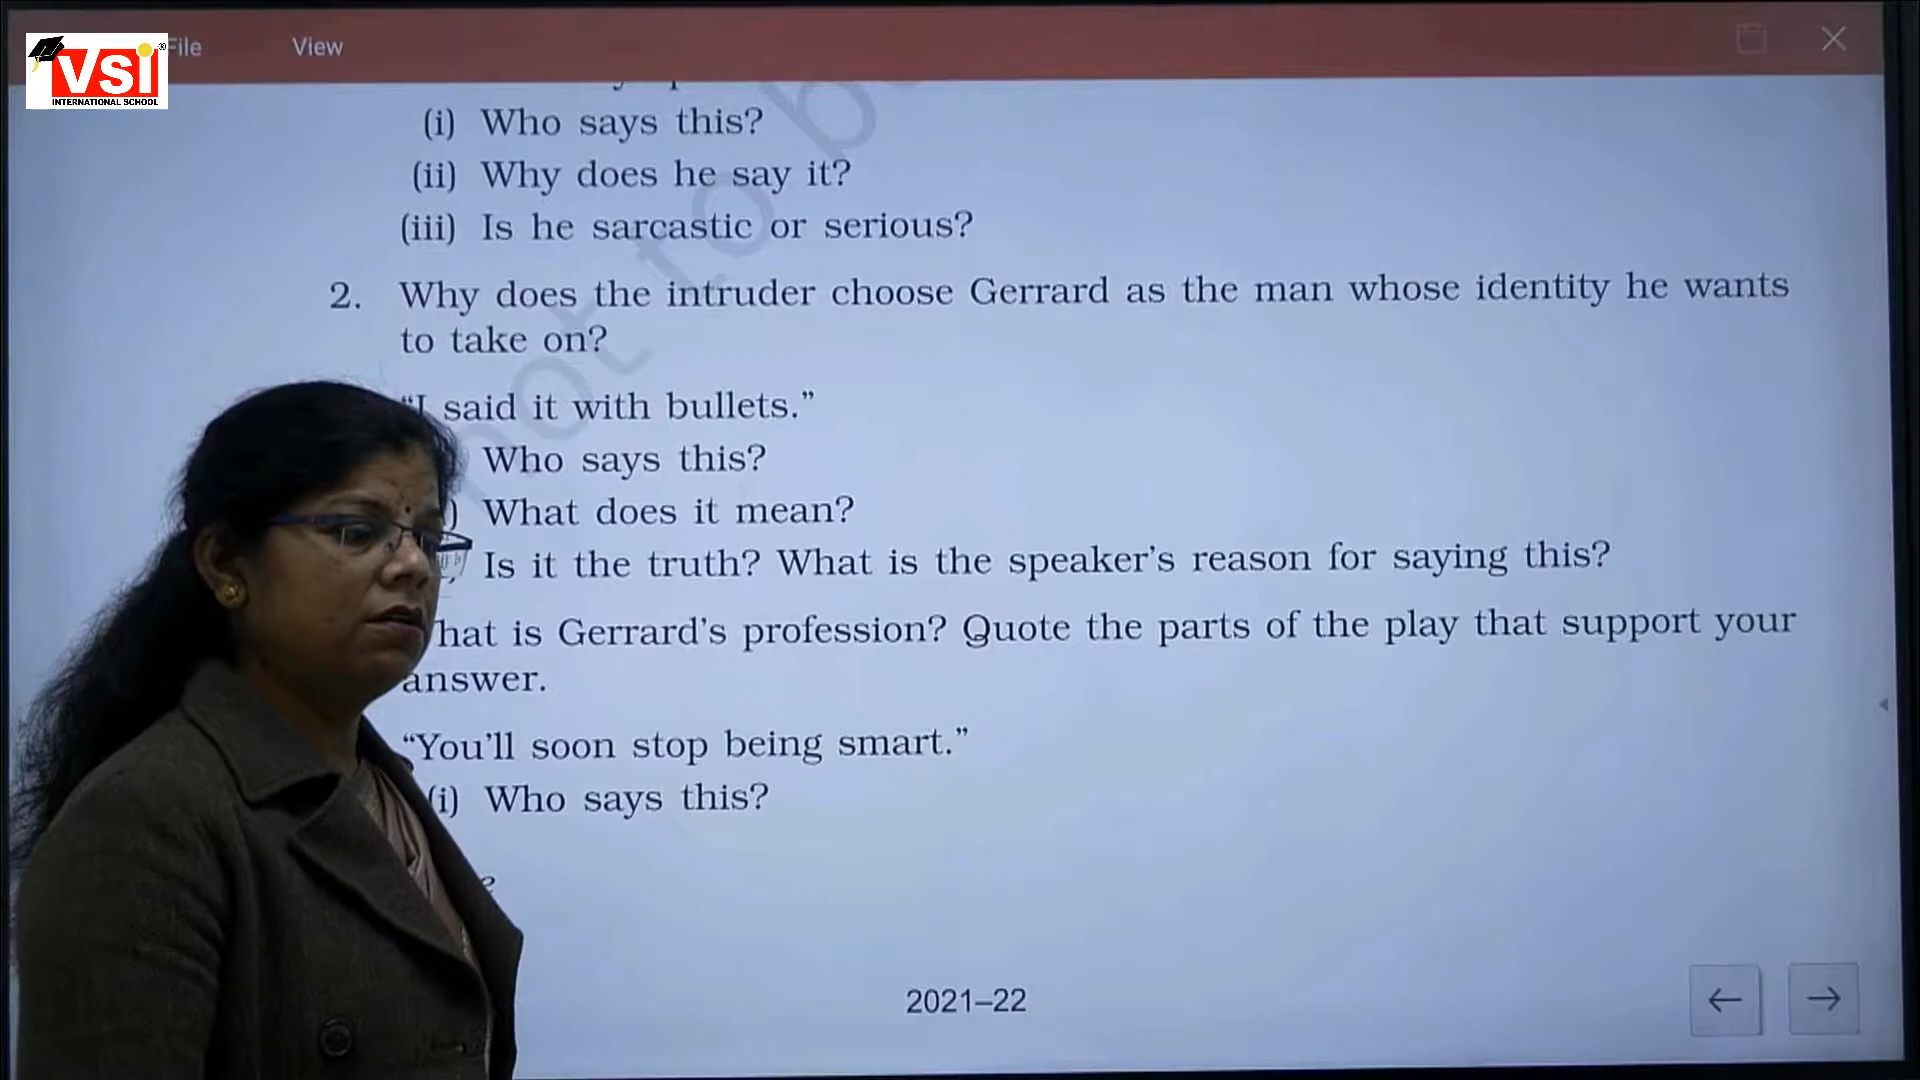 VSI
INTERNATIONAL SCHOOL
File View
(i) Who says this?
(ii) Why does he say it?
(iii) Is he sarcastic or serious?
2. Why does the intruder choose Gerrard as the man whose identity he wants
to take on?
“I said it with bullets.”
Who says this?
) What does it mean?
Is it the truth? What is the speaker’s reason for saying this?
hat is Gerrard’s profession? Quote the parts of the play that support your
answer.
“You’ll soon stop being smart.”
(i) Who says this?
not to b
2021–22